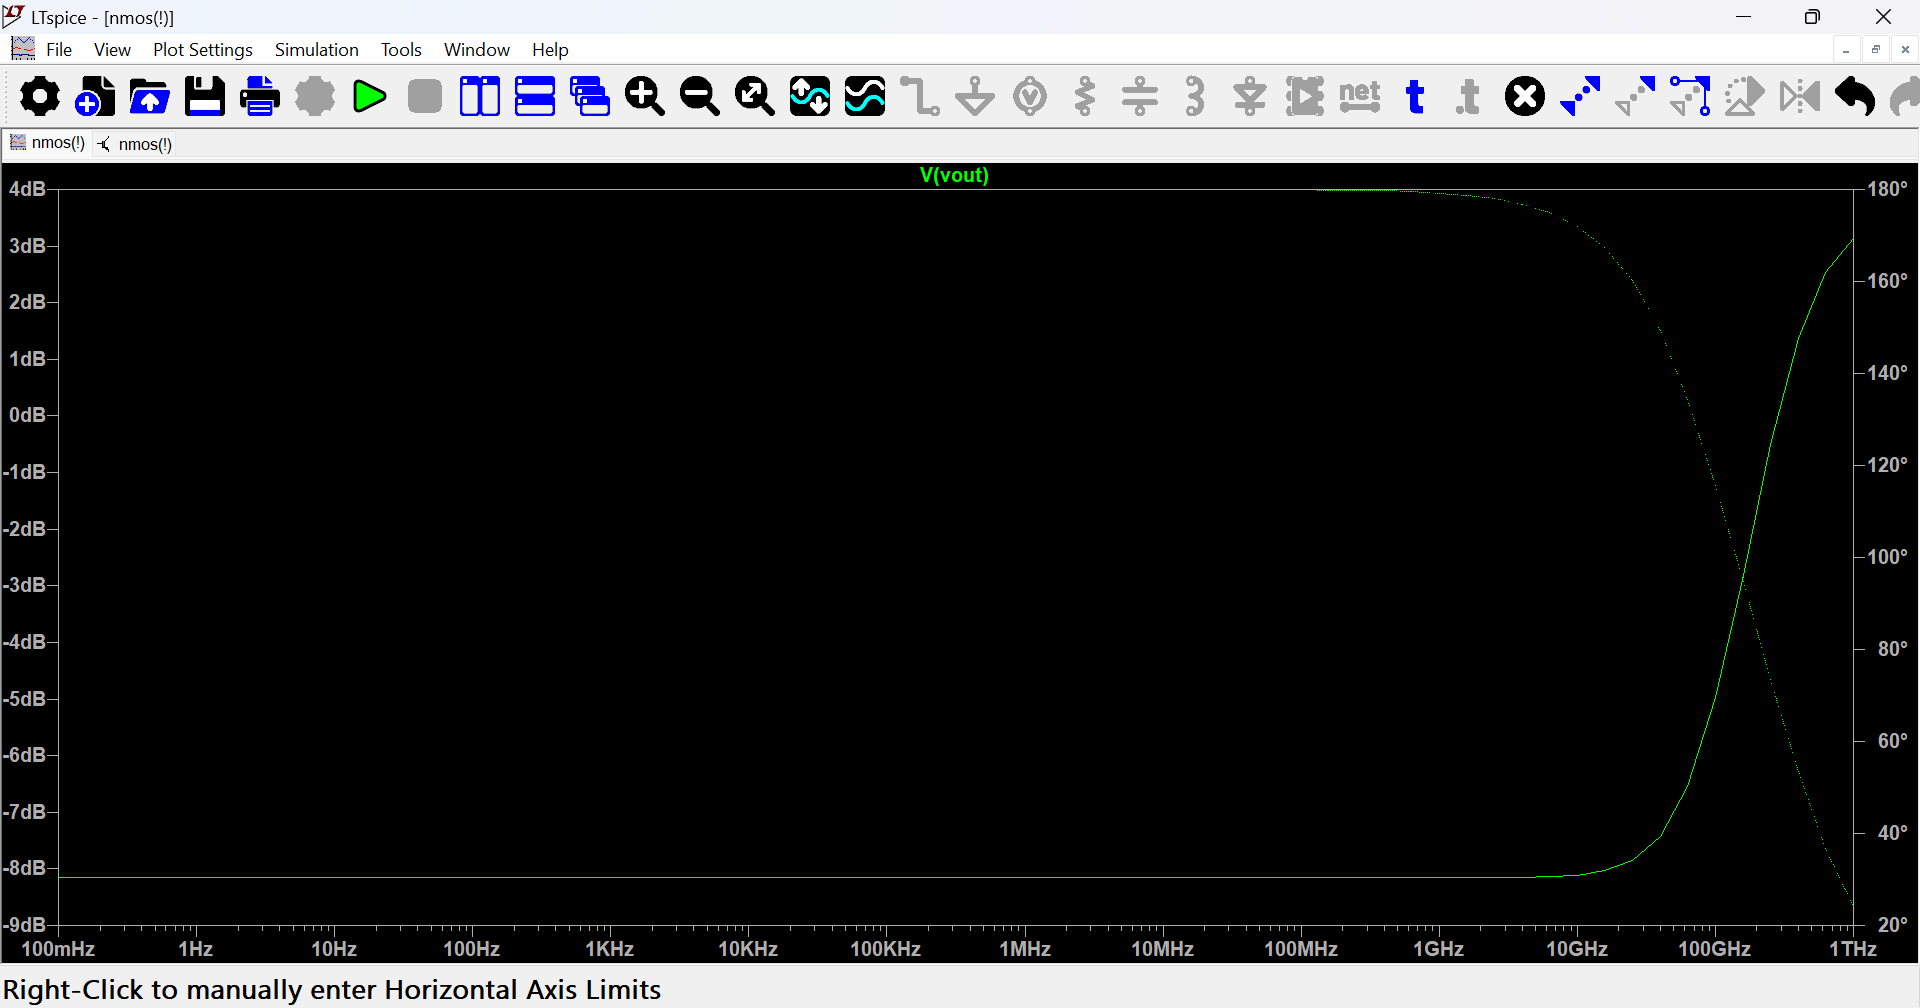 LTspice - [nmos(!)]
File View Plot Settings Simulation Tools Window Help
net t .t
nmos(!) nmos(!)
V(vout)
4dB 180°
3dB
2dB 160°
1dB
140°
0dB
-1dB 120°
-2dB
100°
-3dB
-4dB 80°
-5dB
-6dB 60°
-7dB
40°
-8dB
-9dB 20°
100mHz 1Hz 10Hz 100Hz 1KHz 10KHz 100KHz 1MHz 10MHz 100MHz 1GHz 10GHz 100GHz 1THz
Right-Click to manually enter Horizontal Axis Limits